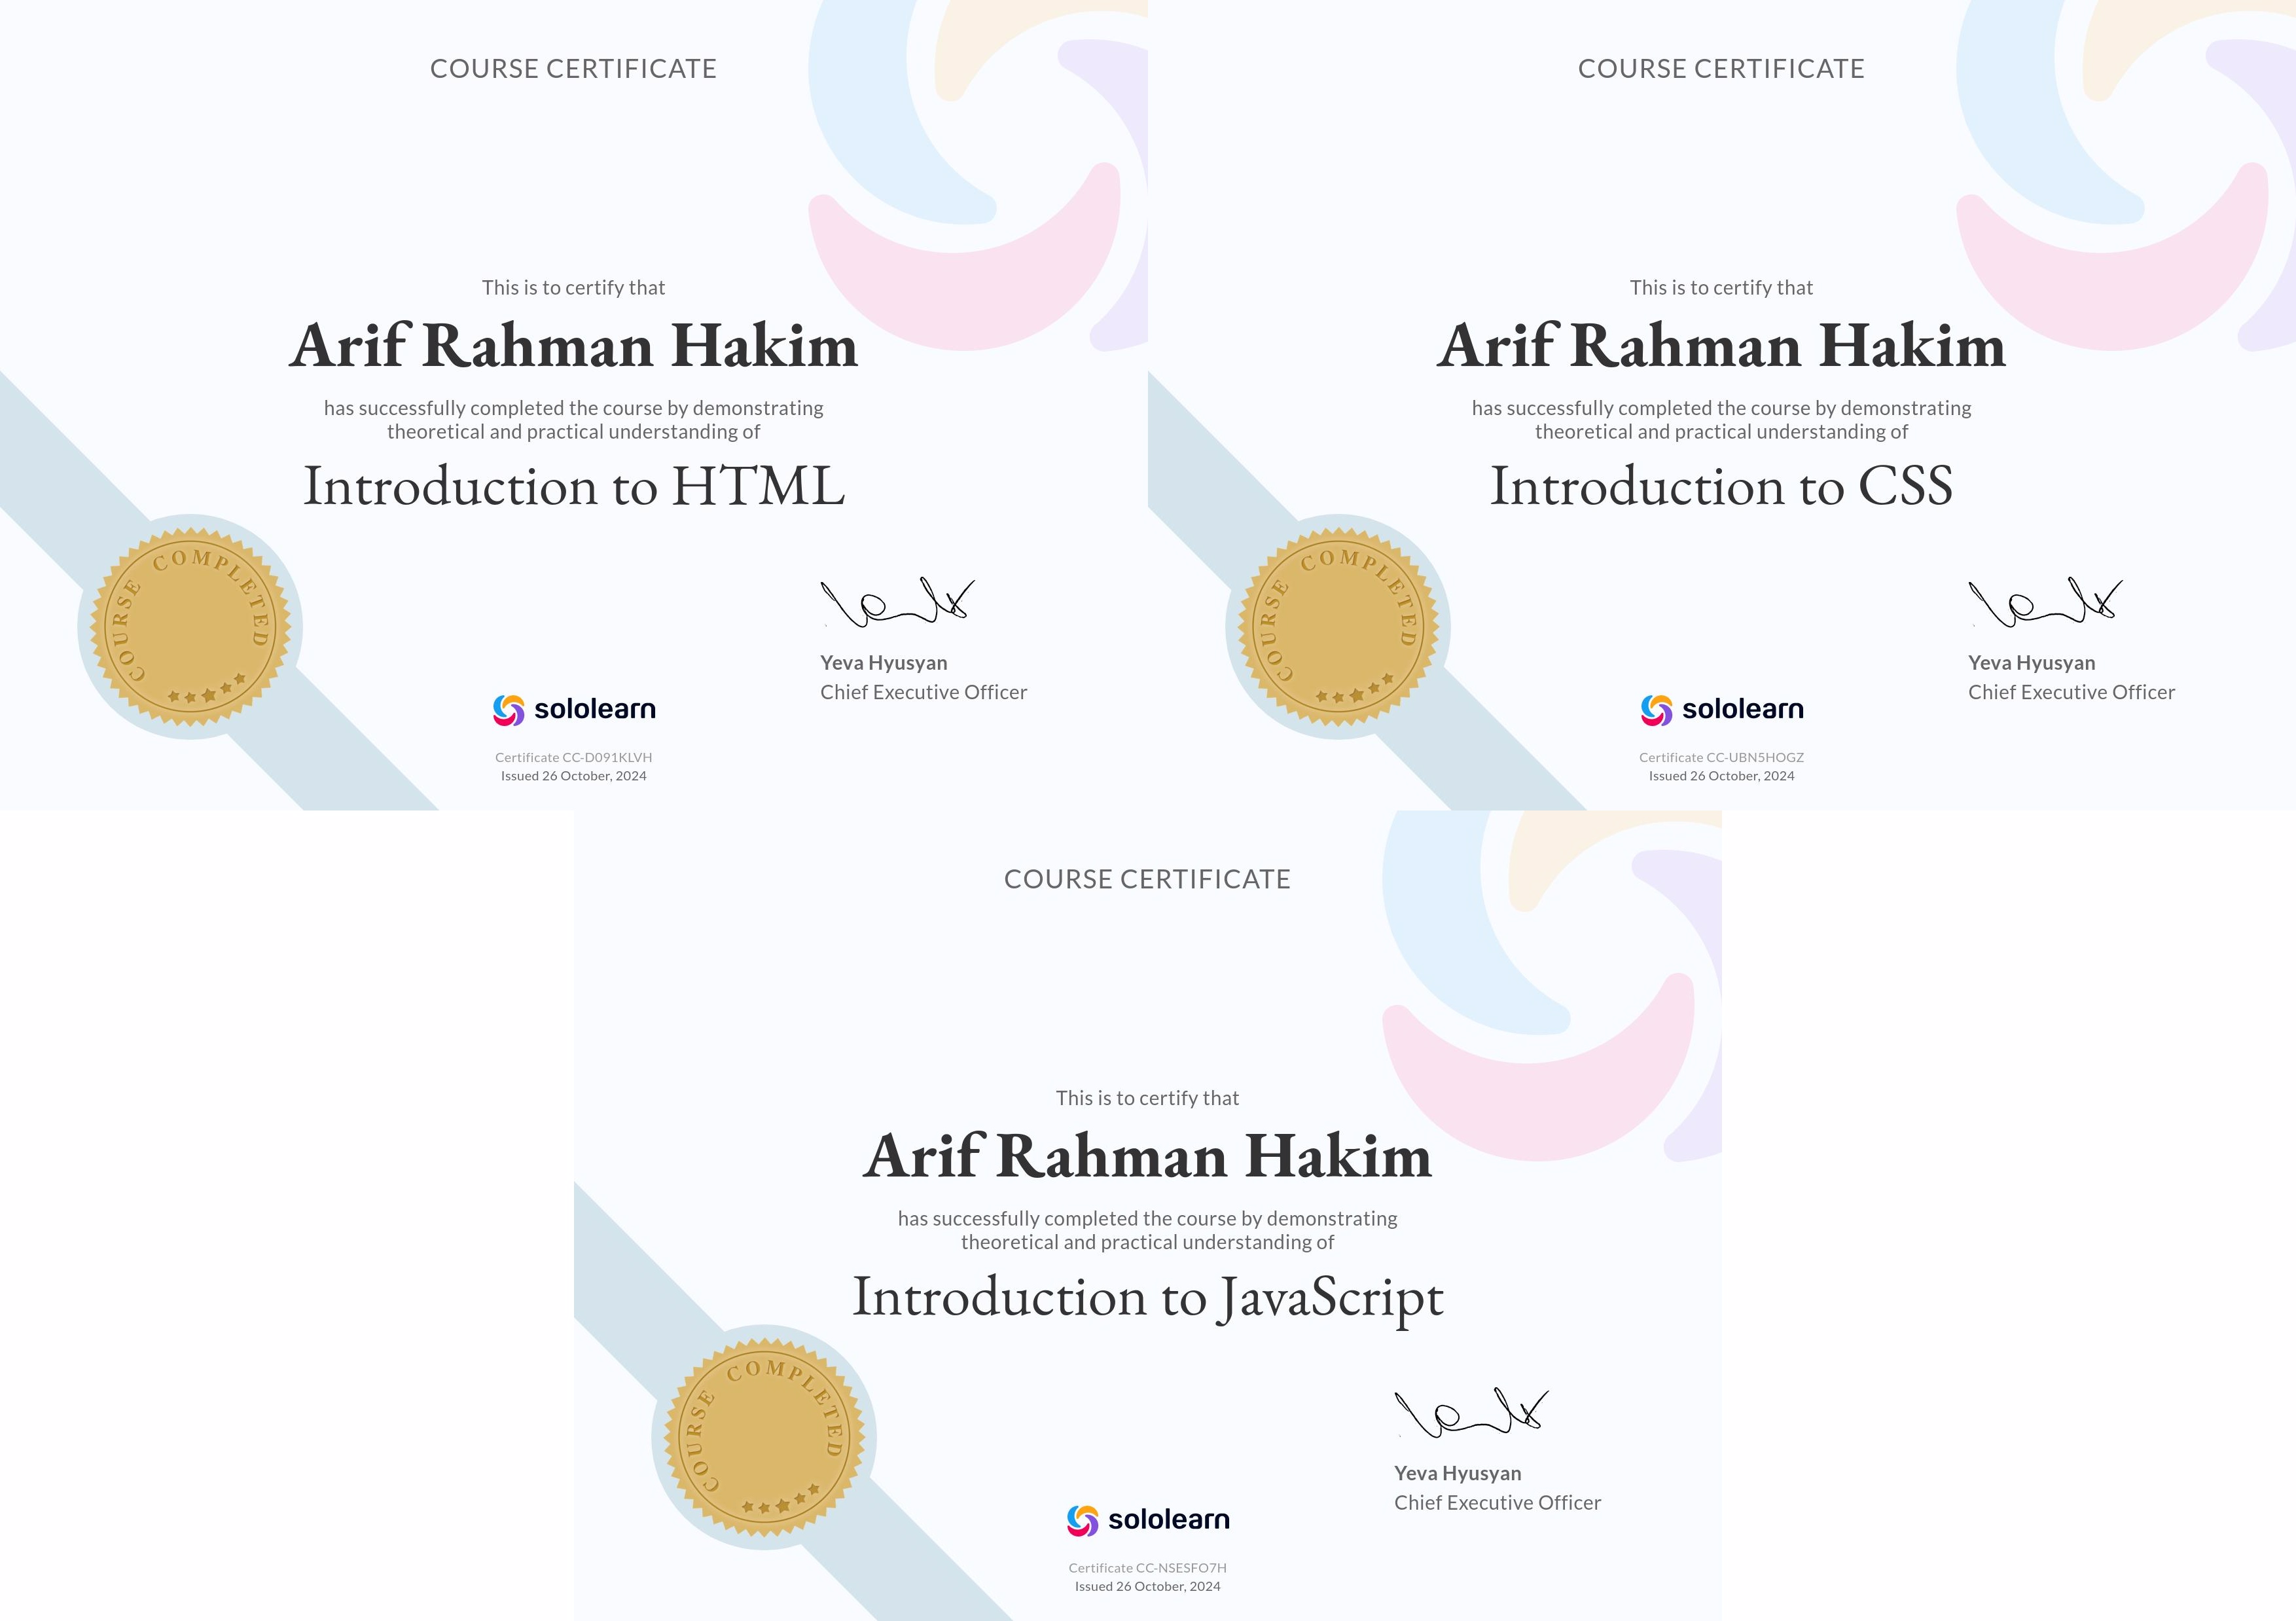 COURSE CERTIFICATE
This is to certify that
Arif Rahman Hakim
has successfully completed the course by demonstrating
theoretical and practical understanding of
Introduction to HTML
COURSE COMPLETED
Yeva Hyusyan
Chief Executive Officer
sololearn
Certificate CC-D091KLVH
Issued 26 October, 2024
COURSE CERTIFICATE
This is to certify that
Arif Rahman Hakim
has successfully completed the course by demonstrating
theoretical and practical understanding of
Introduction to CSS
COURSE COMPLETED
Yeva Hyusyan
Chief Executive Officer
sololearn
Certificate CC-UBN5HOGZ
Issued 26 October, 2024
COURSE CERTIFICATE
This is to certify that
Arif Rahman Hakim
has successfully completed the course by demonstrating
theoretical and practical understanding of
Introduction to JavaScript
COURSE COMPLETED
Yeva Hyusyan
Chief Executive Officer
sololearn
Certificate CC-NSESFO7H
Issued 26 October, 2024